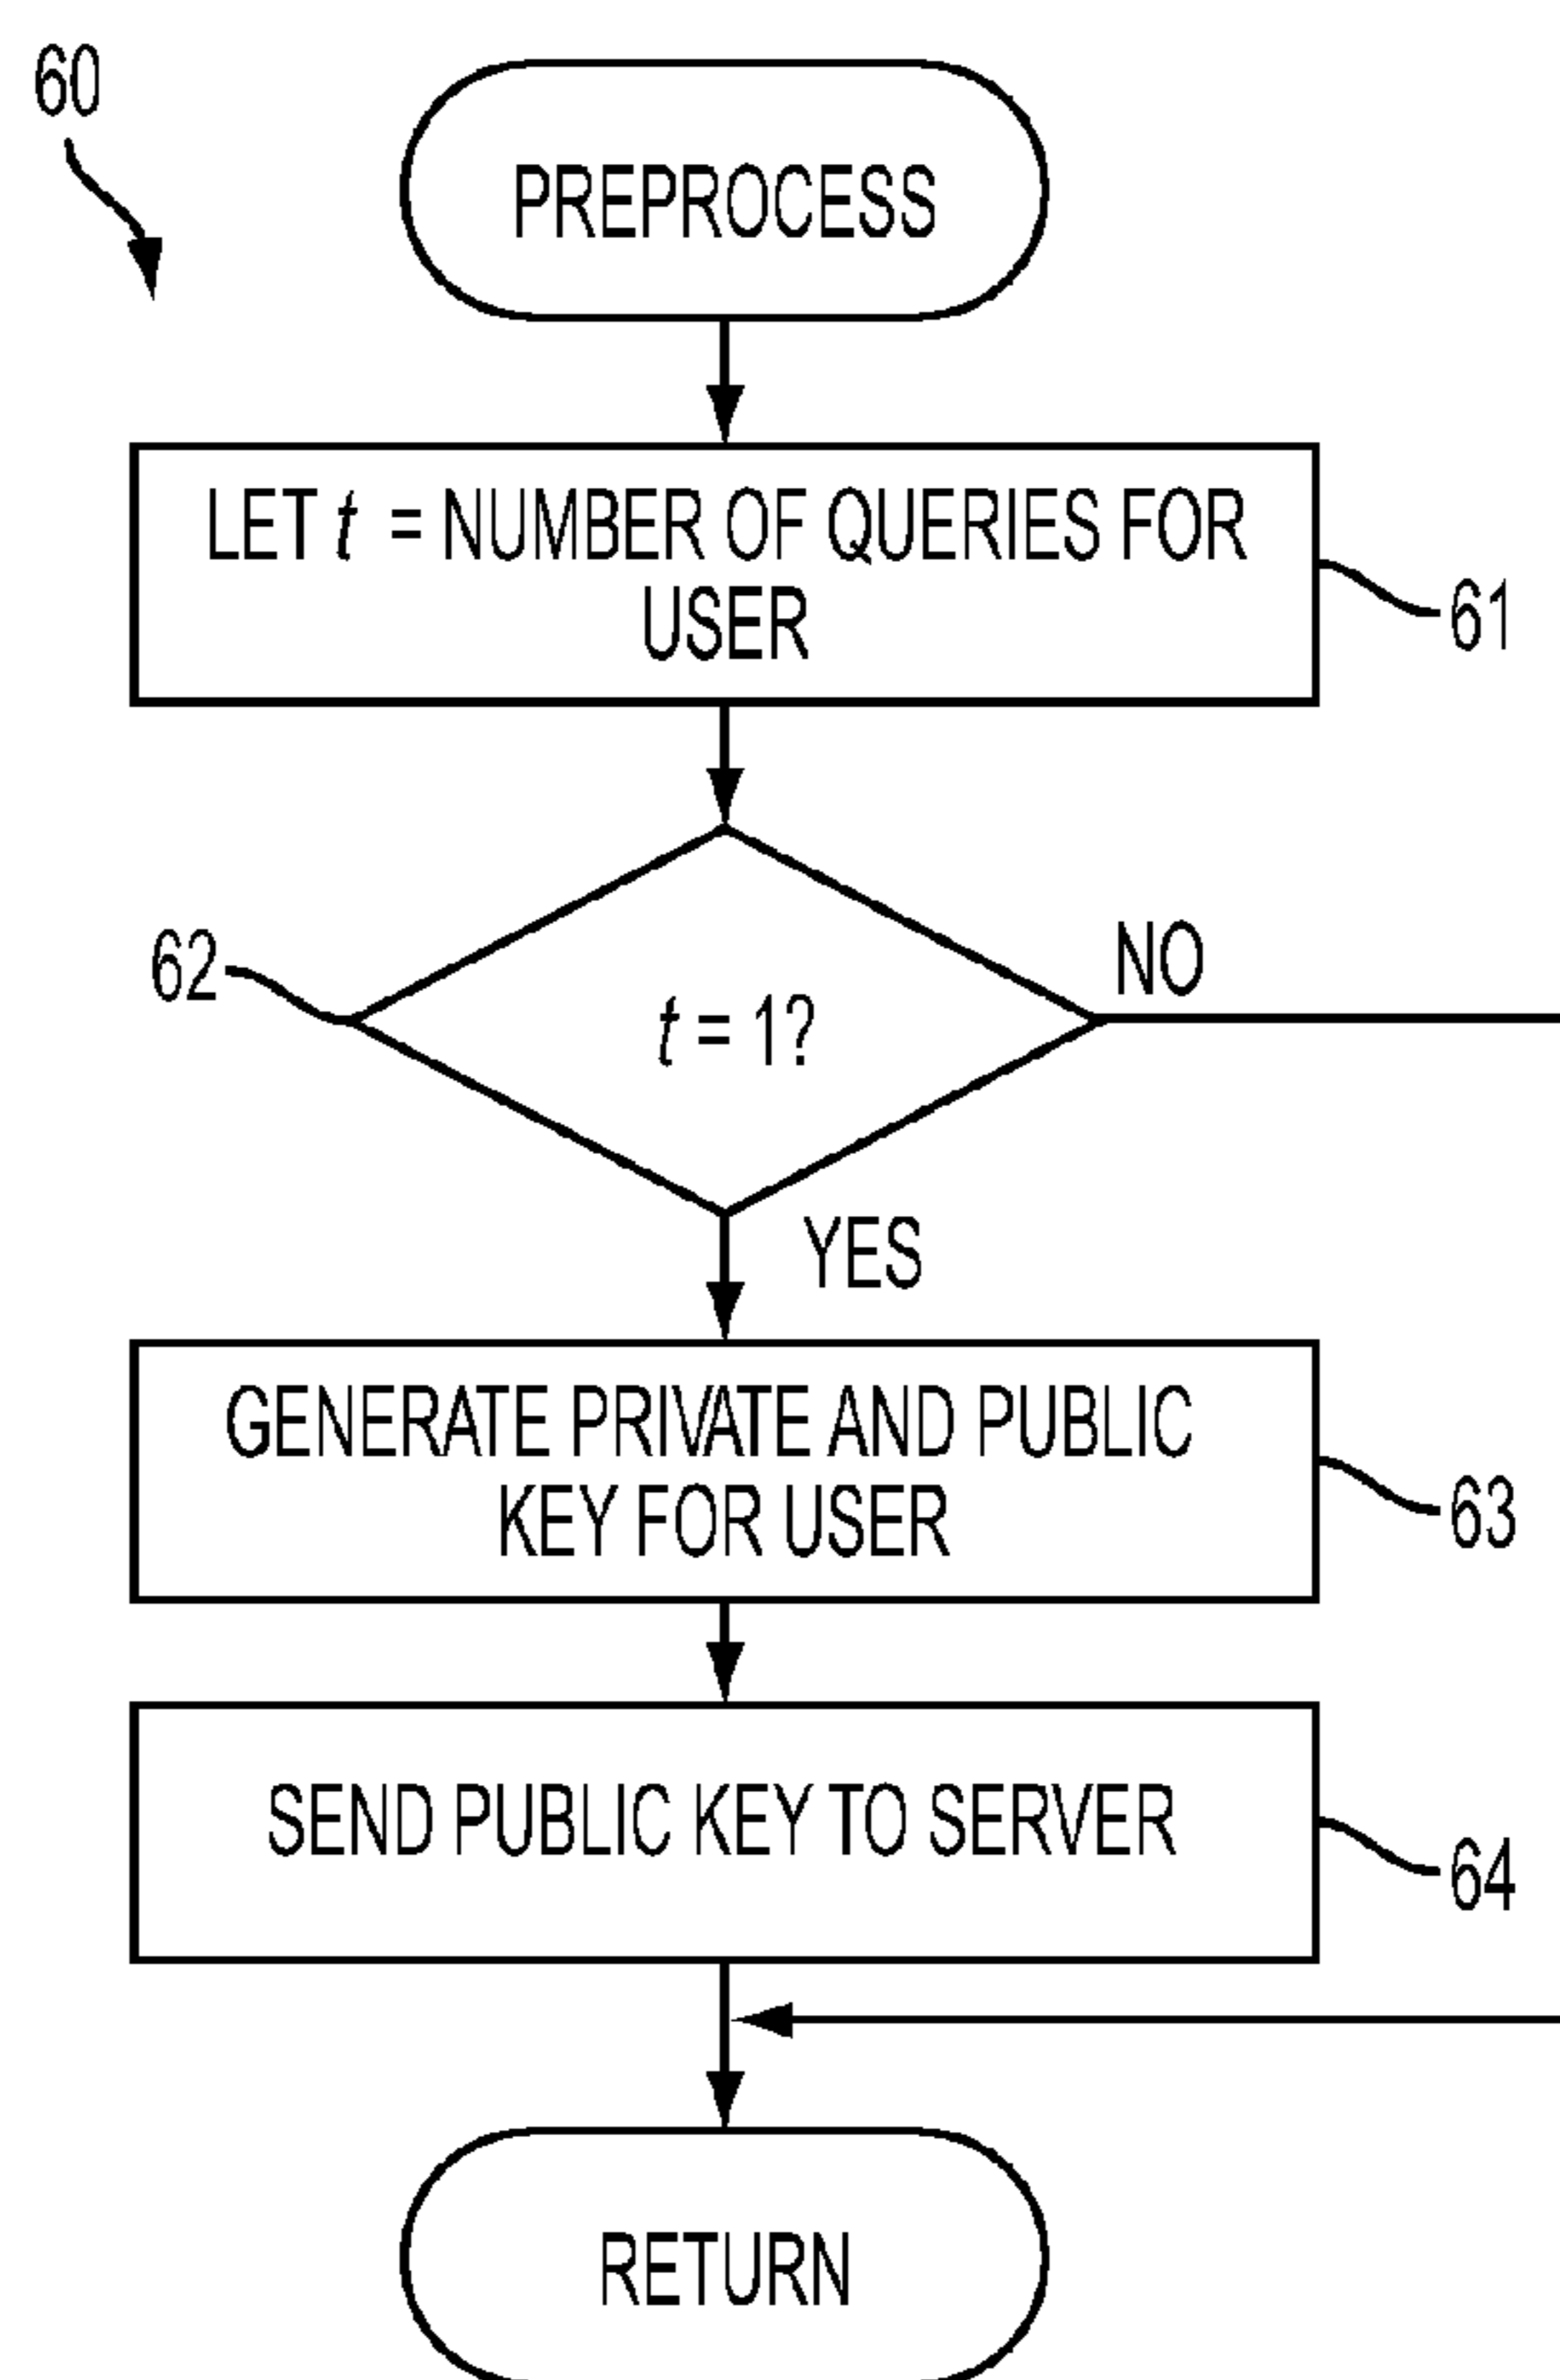 60
PREPROCESS
LET t = NUMBER OF QUERIES FOR
USER
61
62
NO
t = 1?
YES
GENERATE PRIVATE AND PUBLIC
KEY FOR USER
63
SEND PUBLIC KEY TO SERVER
64
RETURN